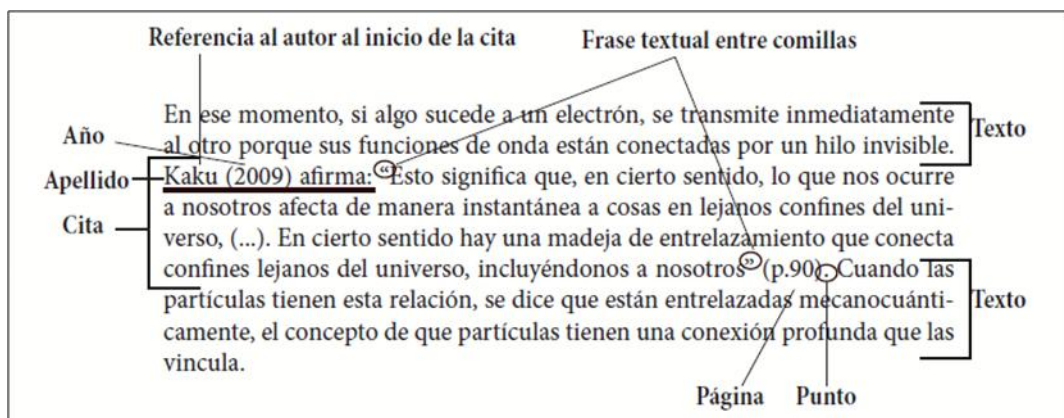 Referencia al autor al inicio de la cita
Frase textual entre comillas
En ese momento, si algo sucede a un electrón, se transmite inmediatamente
al otro porque sus funciones de onda están conectadas por un hilo invisible.
Kaku (2009) afirma: “Esto significa que, en cierto sentido, lo que nos ocurre
a nosotros afecta de manera instantánea a cosas en lejanos confines del uni-
verso, (...). En cierto sentido hay una madeja de entrelazamiento que conecta
confines lejanos del universo, incluyéndonos a nosotros” (p.90). Cuando las
partículas tienen esta relación, se dice que están entrelazadas mecanocuánti-
camente, el concepto de que partículas tienen una conexión profunda que las
vincula.
Año
Apellido
Cita
Texto
Texto
Página
Punto